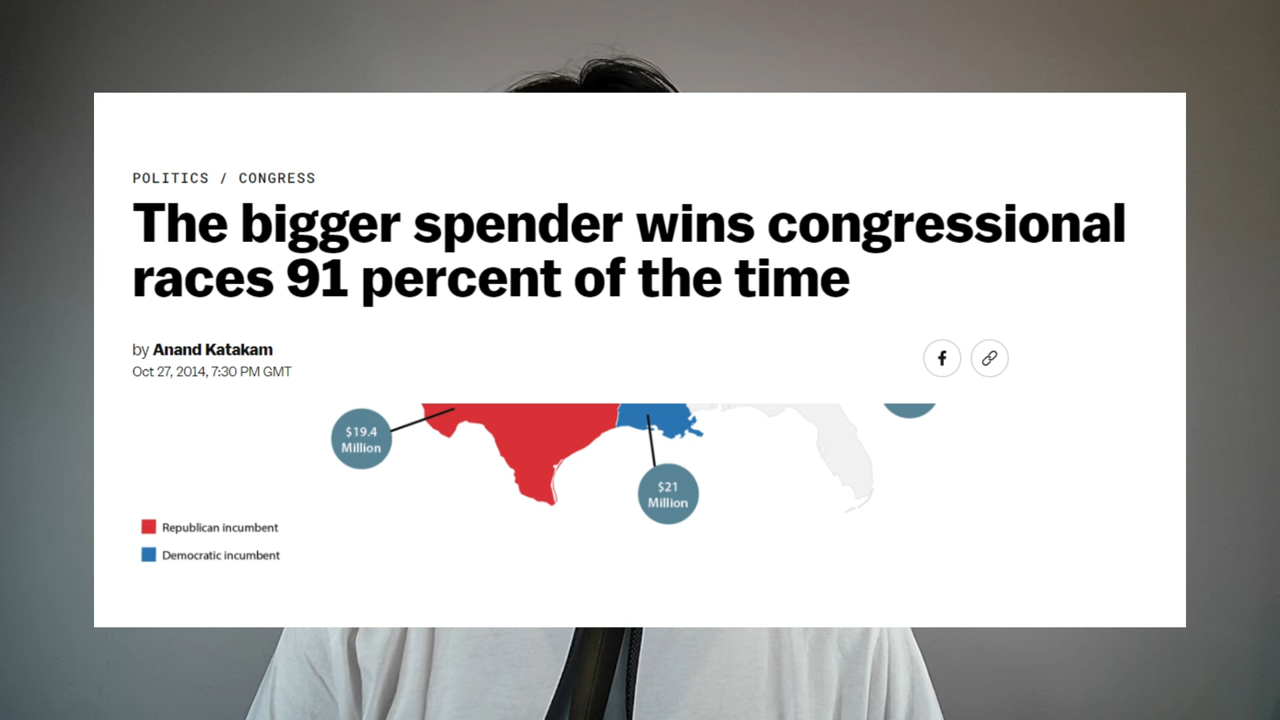 POLITICS / CONGRESS
The bigger spender wins congressional
races 91 percent of the time
by Anand Katakam
Oct 27, 2014, 7:30 PM GMT
$19.4
Million
$21
Million
Republican incumbent
Democratic incumbent